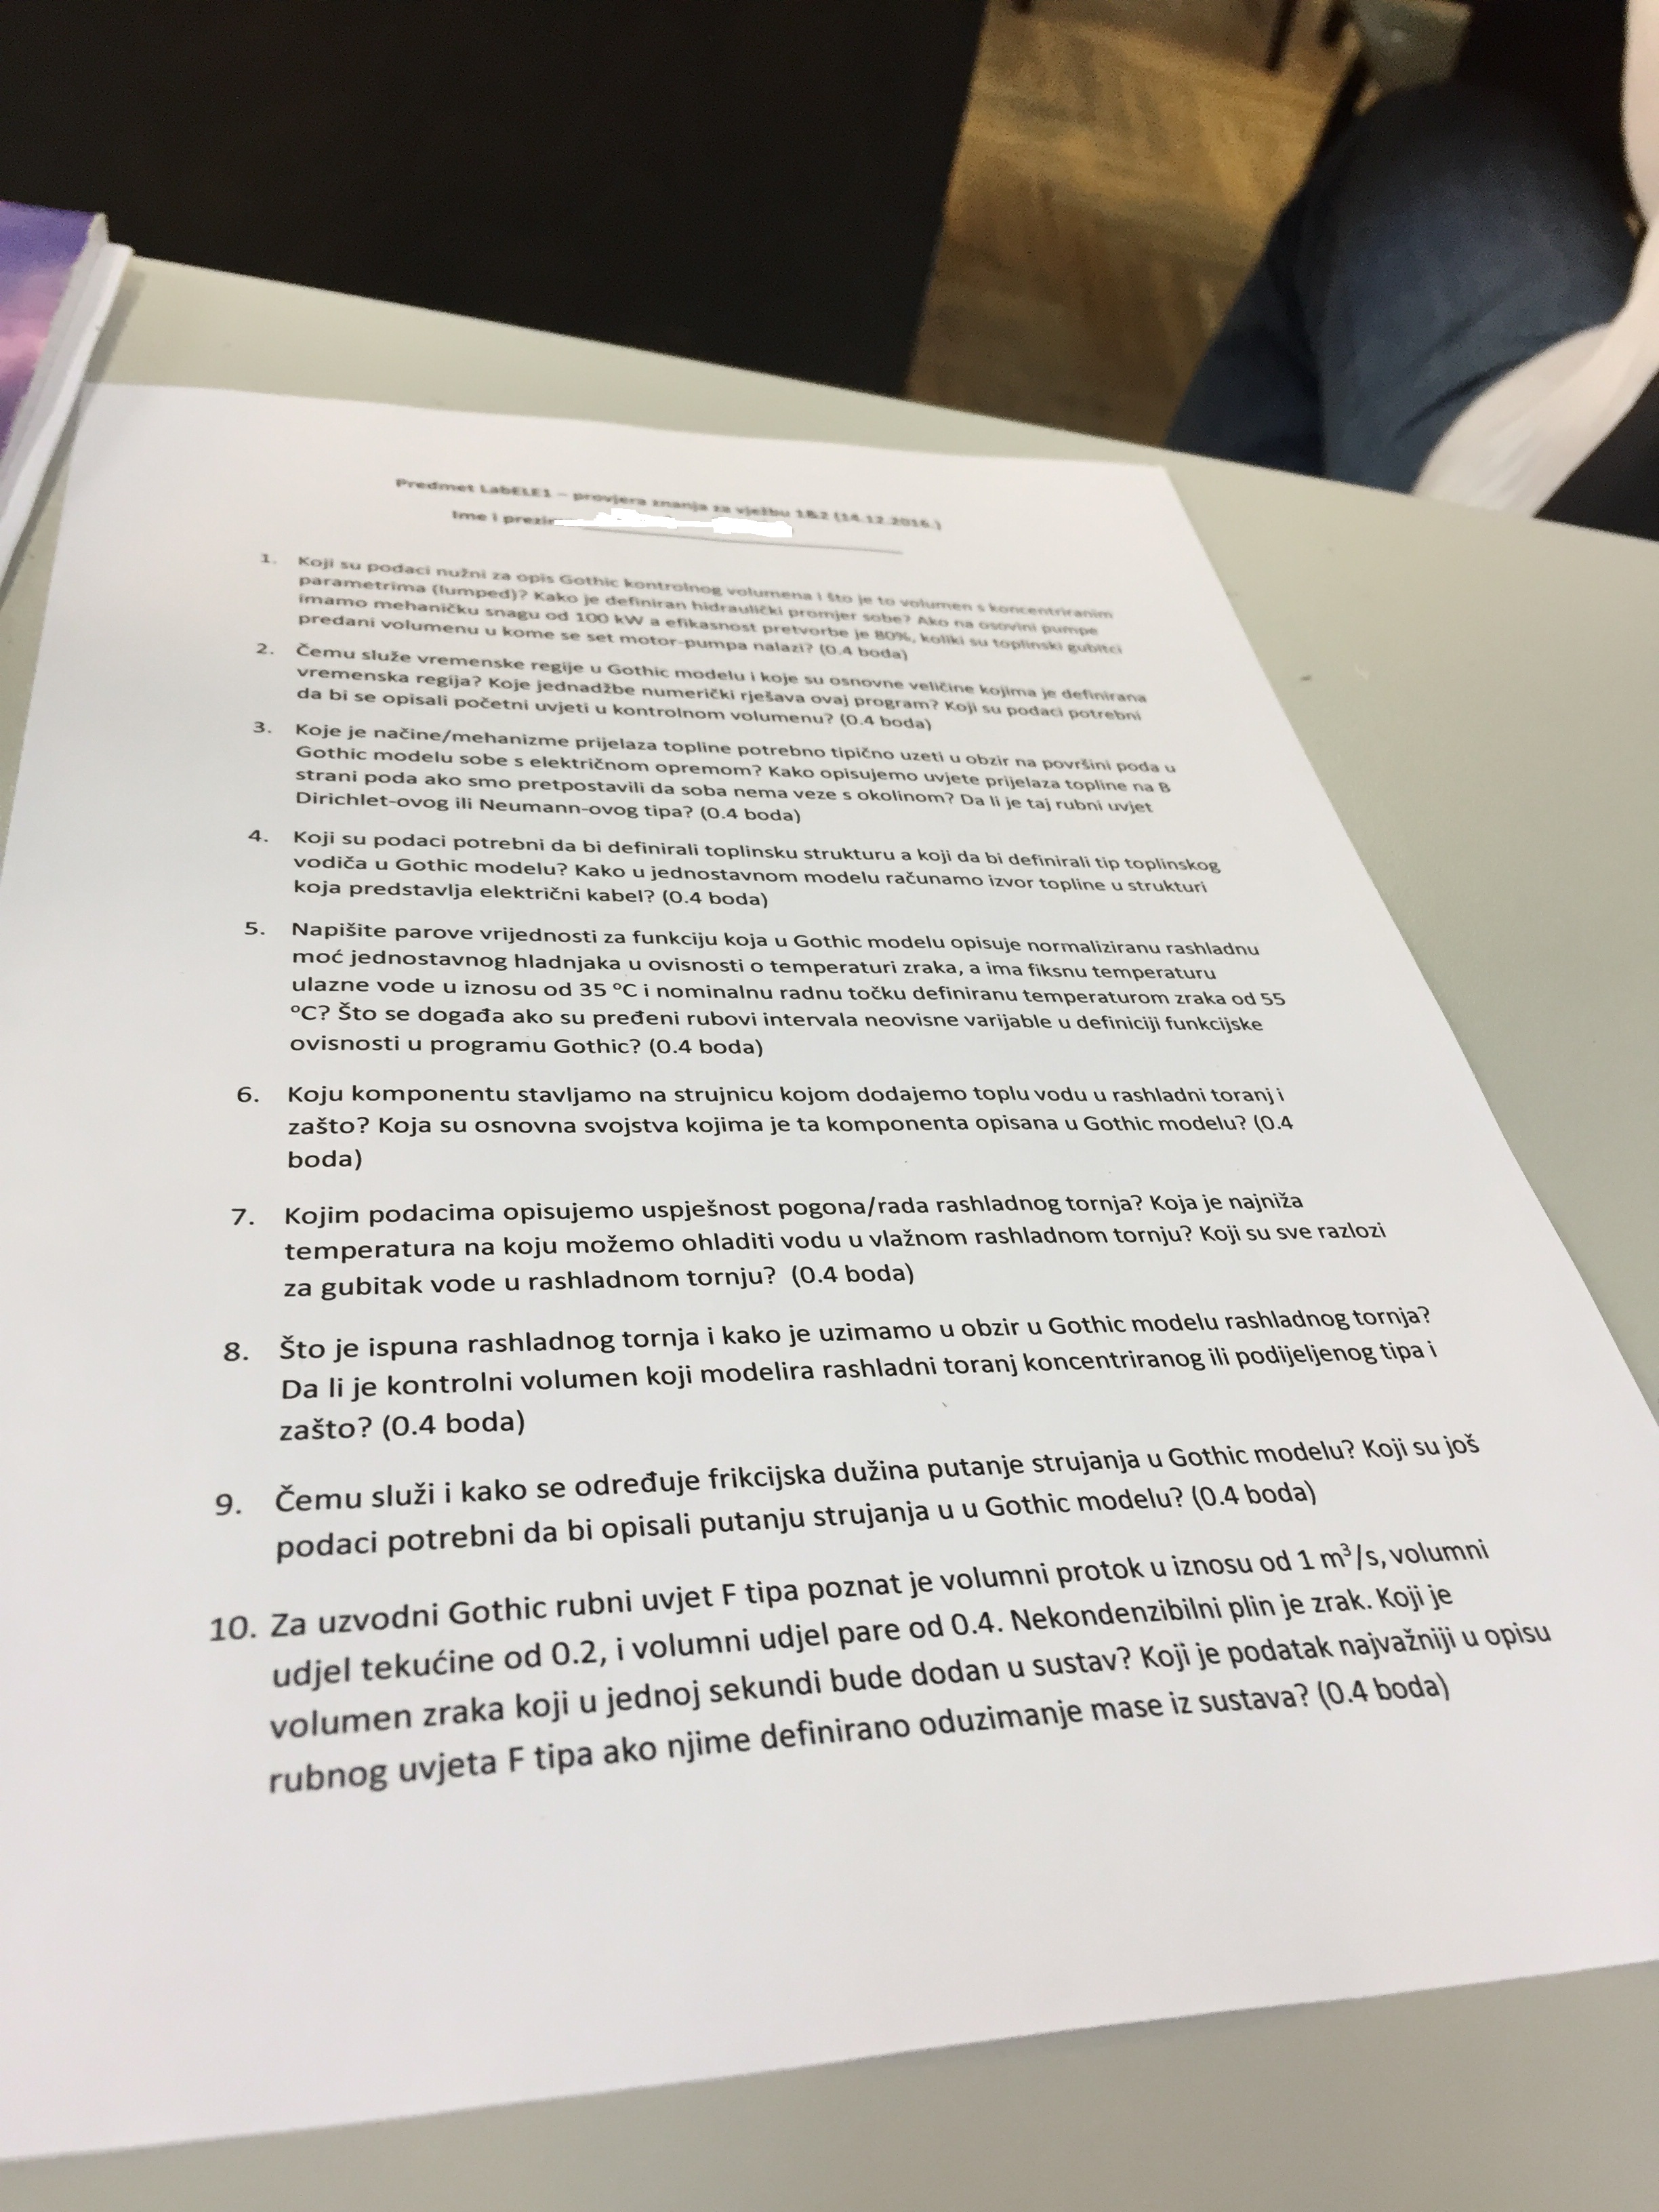 Predmet LabELE1 – provjera znanja za vježbu 1&2 (14.12.2016.)
Ime i
1. Koji su podaci nužni za opis Gothic kontrolnog volumena i što je to volumen s koncentriranim
parametrima (lumped)? Kako je definiran hidraulički promjer sobe? Ako na osovini pumpe
imamo mehaničku snagu od 100 kW a efikasnost pretvorbe je 80%, koliki su toplinski gubitci
predani volumenu u kome se set motor-pumpa nalazi? (0.4 boda)
2. Čemu služe vremenske regije u Gothic modelu i koje su osnovne veličine kojima je definirana
vremenska regija? Koje jednadžbe numerički rješava ovaj program? Koji su podaci potrebni
da bi se opisali početni uvjeti u kontrolnom volumenu? (0.4 boda)
3. Koje je načine/mehanizme prijelaza topline potrebno tipično uzeti u obzir na površini poda u
Gothic modelu sobe s električnom opremom? Kako opisujemo uvjete prijelaza topline na B
strani poda ako smo pretpostavili da soba nema veze s okolinom? Da li je taj rubni uvjet
Dirichlet-ovog ili Neumann-ovog tipa? (0.4 boda)
4. Koji su podaci potrebni da bi definirali toplinsku strukturu a koji da bi definirali tip toplinskog
vodiča u Gothic modelu? Kako u jednostavnom modelu računamo izvor topline u strukturi
koja predstavlja električni kabel? (0.4 boda)
5. Napišite parove vrijednosti za funkciju koja u Gothic modelu opisuje normaliziranu rashladnu
moć jednostavnog hladnjaka u ovisnosti o temperaturi zraka, a ima fiksnu temperaturu
ulazne vode u iznosu od 35 °C i nominalnu radnu točku definiranu temperaturom zraka od 55
°C? Što se događa ako su pređeni rubovi intervala neovisne varijable u definiciji funkcijske
ovisnosti u programu Gothic? (0.4 boda)
6. Koju komponentu stavljamo na strujnicu kojom dodajemo toplu vodu u rashladni toranj i
zašto? Koja su osnovna svojstva kojima je ta komponenta opisana u Gothic modelu? (0.4
boda)
7. Kojim podacima opisujemo uspješnost pogona/rada rashladnog tornja? Koja je najniža
temperatura na koju možemo ohladiti vodu u vlažnom rashladnom tornju? Koji su sve razlozi
za gubitak vode u rashladnom tornju? (0.4 boda)
8. Što je ispuna rashladnog tornja i kako je uzimamo u obzir u Gothic modelu rashladnog tornja?
Da li je kontrolni volumen koji modelira rashladni toranj koncentriranog ili podijeljenog tipa i
zašto? (0.4 boda)
9. Čemu služi i kako se određuje frikcijska dužina putanje strujanja u Gothic modelu? Koji su još
podaci potrebni da bi opisali putanju strujanja u u Gothic modelu? (0.4 boda)
10. Za uzvodni Gothic rubni uvjet F tipa poznat je volumni protok u iznosu od 1 m³/s, volumni
udjel tekućine od 0.2, i volumni udjel pare od 0.4. Nekondenzibilni plin je zrak. Koji je
volumen zraka koji u jednoj sekundi bude dodan u sustav? Koji je podatak najvažniji u opisu
rubnog uvjeta F tipa ako njime definirano oduzimanje mase iz sustava? (0.4 boda)